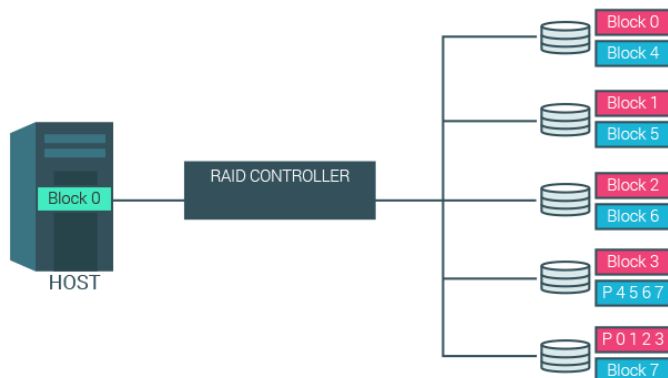 Block 0
Block 4
Block 1
Block 5
RAID CONTROLLER
Block 0
Block 2
Block 6
HOST
Block 3
P 4 5 6 7
P 0 1 2 3
Block 7